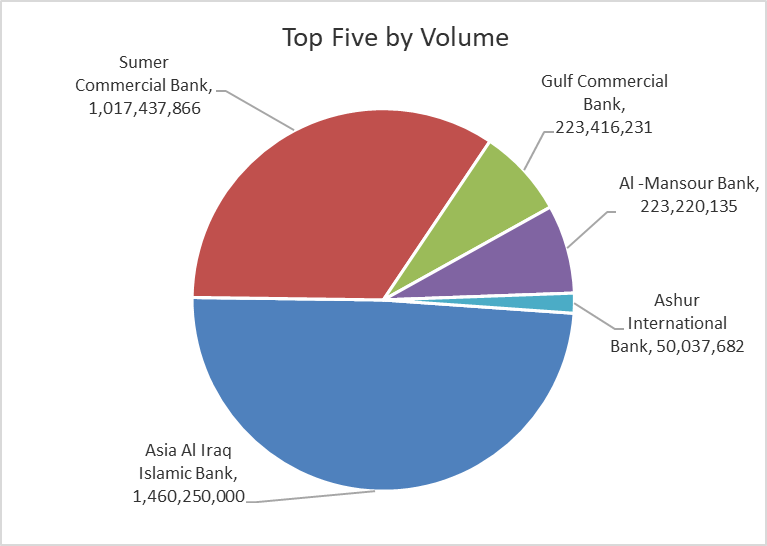 Top Five by Volume
Sumer
Commercial Bank,
1,017,437,866
Gulf Commercial
Bank,
223,416,231
Al -Mansour Bank,
223,220,135
Ashur
International
Bank, 50,037,682
Asia Al Iraq
Islamic Bank,
1,460,250,000